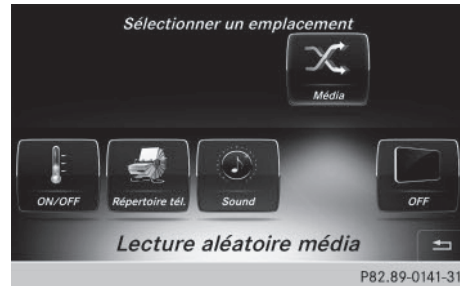 Sélectionner un emplacement
Média
ON/OFF Répertoire tél. Sound OFF
Lecture aléatoire média
P82.89-0141-31